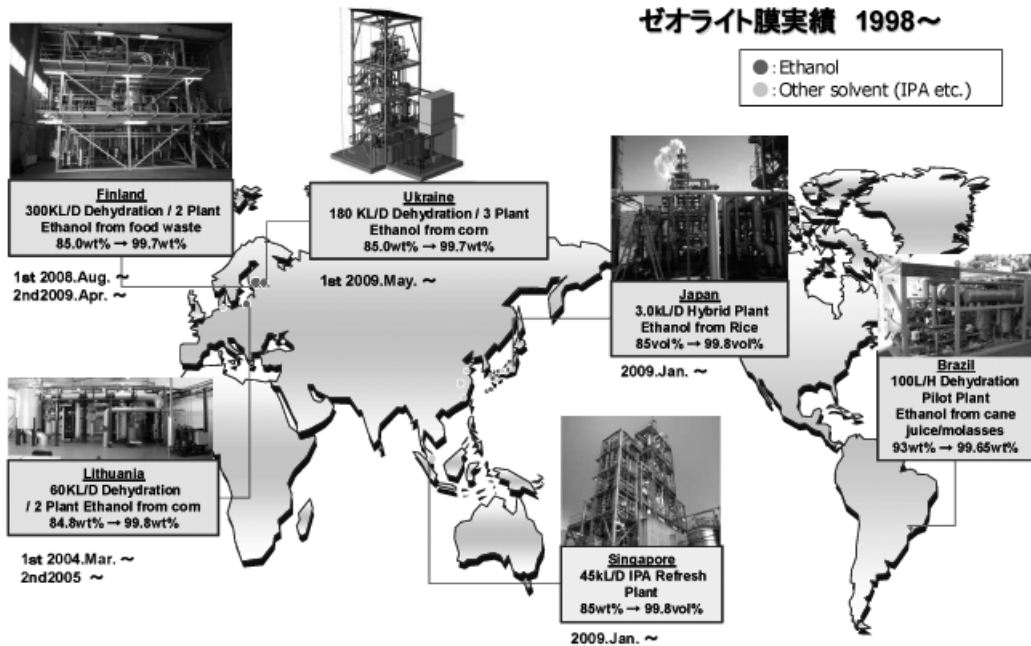 ゼオライト膜実績 1998～
● : Ethanol
● : Other solvent (IPA etc.)
Finland
300KL/D Dehydration / 2 Plant
Ethanol from food waste
85.0wt% → 99.7wt%
1st 2008.Aug. ～
2nd2009.Apr. ～
Ukraine
180 KL/D Dehydration / 3 Plant
Ethanol from corn
85.0wt% → 99.7wt%
1st 2009.May. ～
Japan
3.0kL/D Hybrid Plant
Ethanol from Rice
85vol% → 99.8vol%
2009.Jan. ～
Brazil
100L/H Dehydration
Pilot Plant
Ethanol from cane
juice/molasses
93wt% → 99.65wt%
Lithuania
60KL/D Dehydration
/ 2 Plant Ethanol from corn
84.8wt% → 99.8wt%
1st 2004.Mar. ～
2nd2005 ～
Singapore
45kL/D IPA Refresh
Plant
85wt% → 99.8vol%
2009.Jan. ～